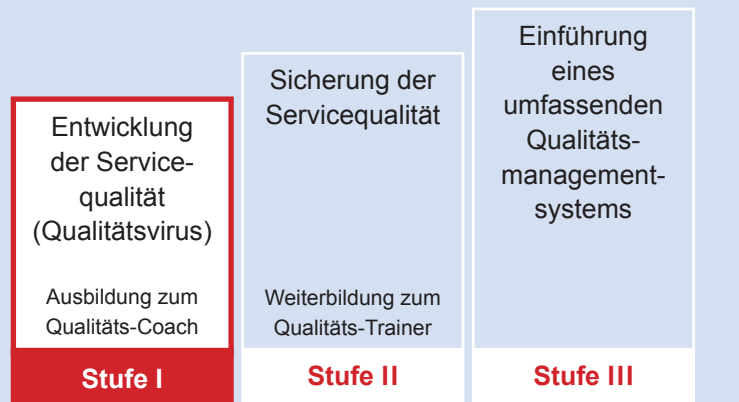 Entwicklung
der Service-
qualität
(Qualitätsvirus)
Ausbildung zum
Qualitäts-Coach
Stufe I
Sicherung der
Servicequalität
Weiterbildung zum
Qualitäts-Trainer
Stufe II
Einführung
eines
umfassenden
Qualitäts-
management-
systems
Stufe III